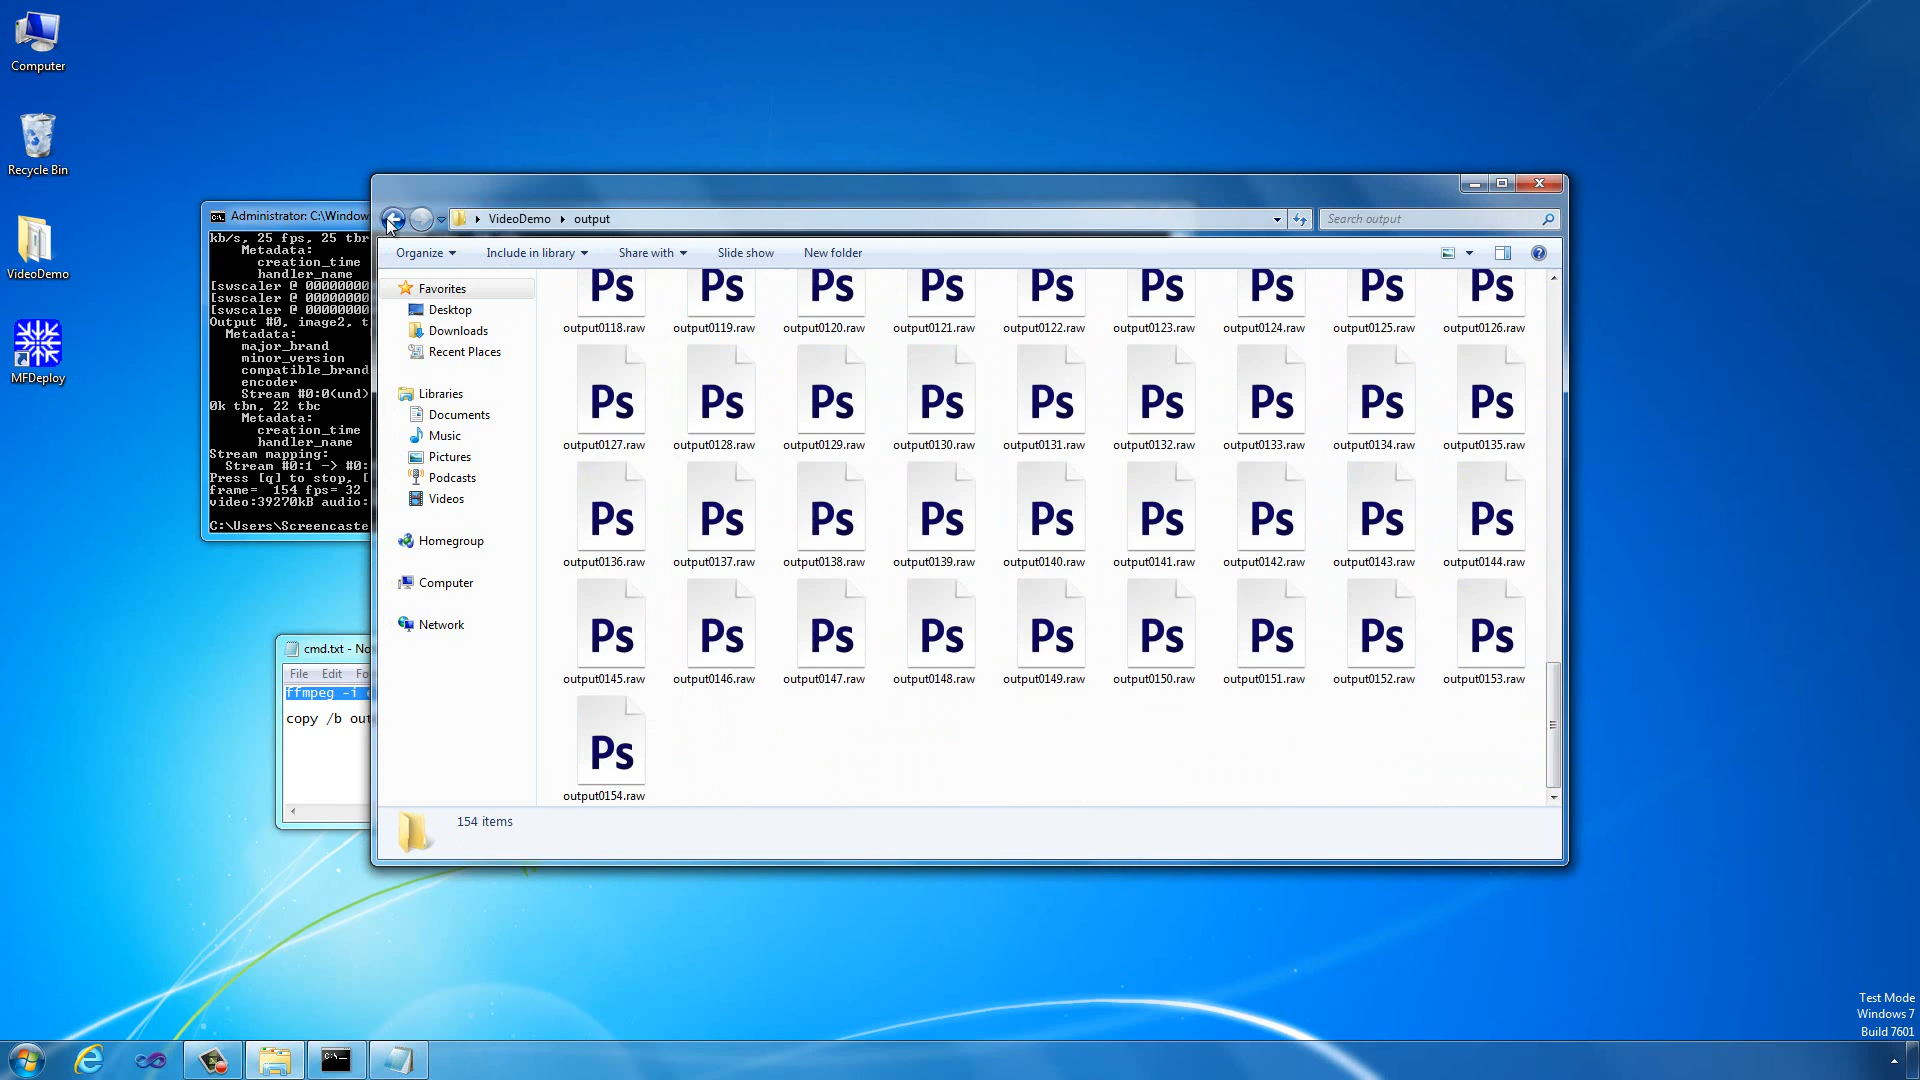 Computer
Recycle Bin
VideoDemo
MFDeploy
Administrator: C:\Window
kb/s, 25 fps, 25 tbr
Metadata:
creation_time
handler_name
[swscaler @ 00000000
[swscaler @ 00000000
[swscaler @ 00000000
Output #0, image2, t
Metadata:
major_brand
minor_version
compatible_brand
encoder
Stream #0:0(und)
0k tbn, 22 tbc
Metadata:
creation_time
handler_name
Stream mapping:
Stream #0:1 -> #0:
Press [q] to stop, [
frame= 154 fps= 32
video:39270kB audio:
C:\Users\Screencaste
cmd.txt - No
File Edit Fo
ffmpeg -i
copy /b out
VideoDemo output
Search output
Organize Include in library Share with Slide show New folder
Favorites
Desktop
Downloads
Recent Places
Libraries
Documents
Music
Pictures
Podcasts
Videos
Homegroup
Computer
Network
Ps Ps Ps Ps Ps Ps Ps Ps Ps
output0118.raw output0119.raw output0120.raw output0121.raw output0122.raw output0123.raw output0124.raw output0125.raw output0126.raw
Ps Ps Ps Ps Ps Ps Ps Ps Ps
output0127.raw output0128.raw output0129.raw output0130.raw output0131.raw output0132.raw output0133.raw output0134.raw output0135.raw
Ps Ps Ps Ps Ps Ps Ps Ps Ps
output0136.raw output0137.raw output0138.raw output0139.raw output0140.raw output0141.raw output0142.raw output0143.raw output0144.raw
Ps Ps Ps Ps Ps Ps Ps Ps Ps
output0145.raw output0146.raw output0147.raw output0148.raw output0149.raw output0150.raw output0151.raw output0152.raw output0153.raw
Ps
output0154.raw
154 items
Test Mode
Windows 7
Build 7601